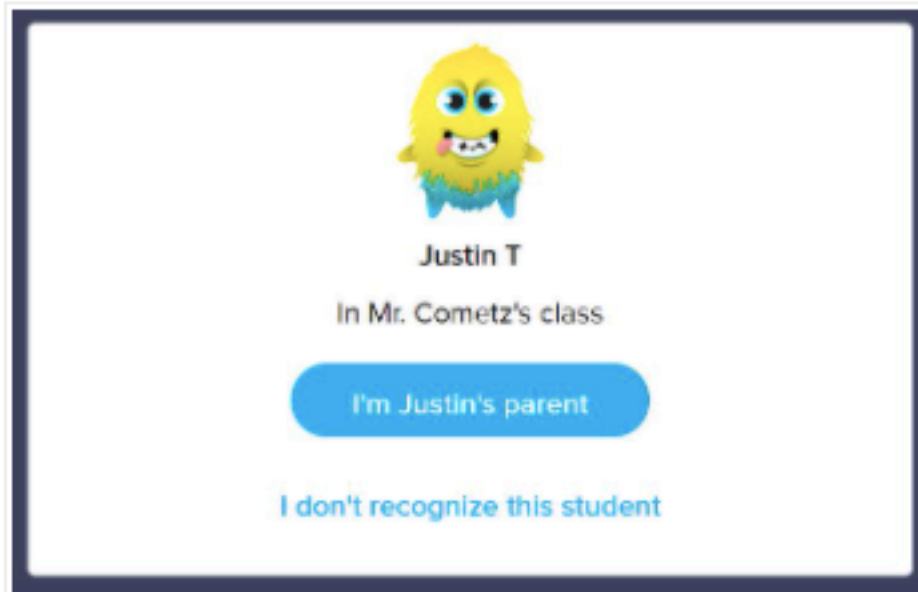 Justin T
In Mr. Cometz's class
I'm Justin's parent
I don't recognize this student